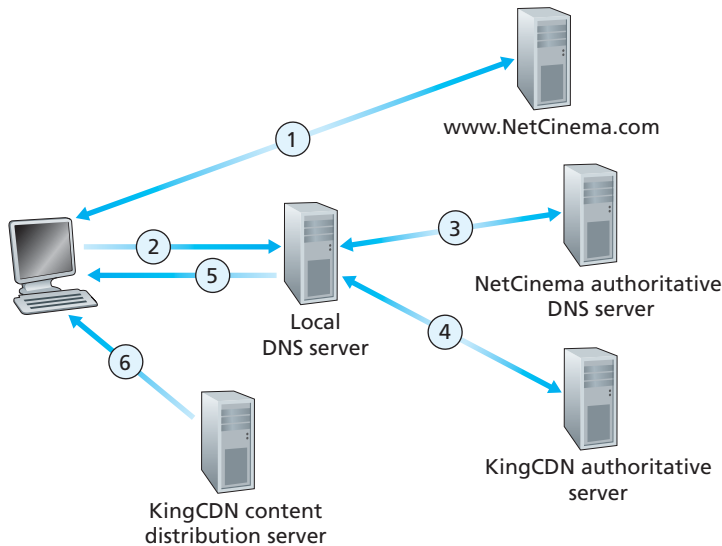 www.NetCinema.com
1
2
3
5
NetCinema authoritative
DNS server
Local
DNS server
4
6
KingCDN authoritative
server
KingCDN content
distribution server